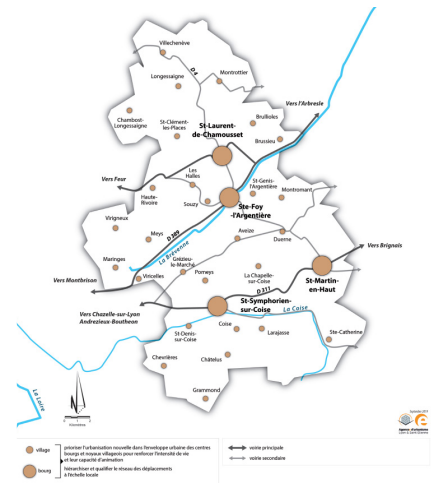 Villechenève
D 4
Montrottier
Longessaigne
Vers l'Arbresle
Chambost-
Longessaigne
St-Clément-
les-Places
Brullioles
St-Laurent-
de-Chamousset
Brussieu
Vers Feur
Les
Halles
St-Genis-
l'Argentière
Haute-
Rivoire
Montromant
Souzy
Ste-Foy
-l'Argentière
Virigneux
Meys
D 389
La Brévenne
Aveize
Duerne
Vers Brignais
Maringes
Grézieu-
le-Marché
Viricelles
Pomeys
La Chapelle-
sur-Coise
St-Martin-
en-Haut
Vers Montbrison
D 311
Vers Chazelle-sur-Lyon
Andrezieux-Boutheon
St-Symphorien-
sur-Coise
La Coise
St-Denis-
sur-Coise
Coise
Larajasse
Ste-Catherine
Chevrières
Châtelus
La Loire
Grammond
village
bourg
prioriser l'urbanisation nouvelle dans l'enveloppe urbaine des centres
bourgs et noyaux villageois pour renforcer l'intensité de vie
et leur capacité d'animation
hiérarchiser et qualifier le réseau des déplacements
à l'échelle locale
voirie principale
voirie secondaire